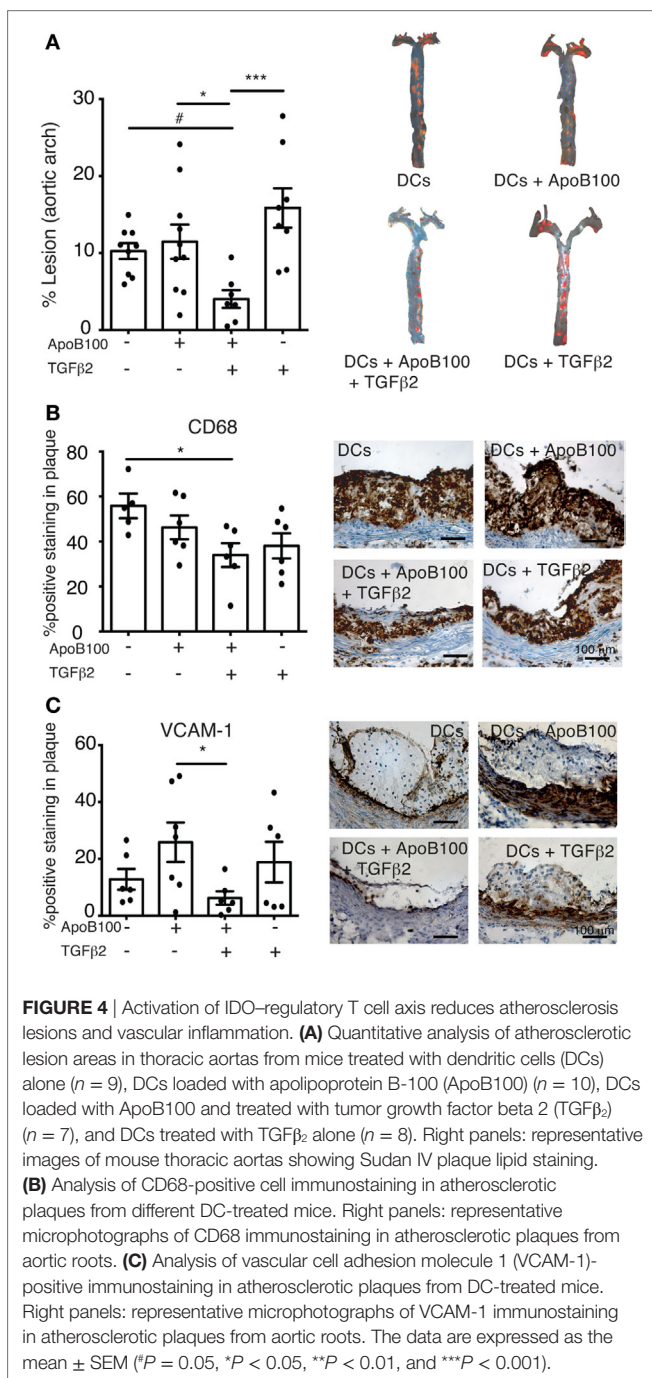 A
***
*
#
30
20
10
0
% Lesion (aortic arch)
ApoB100 - + + -
TGFβ2 - - + +
DCs
DCs + ApoB100
DCs + ApoB100
+ TGFβ2
DCs + TGFβ2
B
CD68
*
80
60
40
20
0
%positive staining in plaque
ApoB100 - + + -
TGFβ2 - - + +
DCs
DCs + ApoB100
DCs + ApoB100
+ TGFβ2
DCs + TGFβ2
100 μm
C
VCAM-1
*
60
40
20
0
%positive staining in plaque
ApoB100 - + + -
TGFβ2 - - + +
DCs
DCs + ApoB100
DCs + ApoB100
TGFβ2
DCs + TGFβ2
100 μm
FIGURE 4 | Activation of IDO–regulatory T cell axis reduces atherosclerosis
lesions and vascular inflammation. (A) Quantitative analysis of atherosclerotic
lesion areas in thoracic aortas from mice treated with dendritic cells (DCs)
alone (n = 9), DCs loaded with apolipoprotein B-100 (ApoB100) (n = 10), DCs
loaded with ApoB100 and treated with tumor growth factor beta 2 (TGFβ₂)
(n = 7), and DCs treated with TGFβ₂ alone (n = 8). Right panels: representative
images of mouse thoracic aortas showing Sudan IV plaque lipid staining.
(B) Analysis of CD68-positive cell immunostaining in atherosclerotic
plaques from different DC-treated mice. Right panels: representative
microphotographs of CD68 immunostaining in atherosclerotic plaques from
aortic roots. (C) Analysis of vascular cell adhesion molecule 1 (VCAM-1)-
positive immunostaining in atherosclerotic plaques from DC-treated mice.
Right panels: representative microphotographs of VCAM-1 immunostaining
in atherosclerotic plaques from aortic roots. The data are expressed as the
mean ± SEM (#P = 0.05, *P < 0.05, **P < 0.01, and ***P < 0.001).